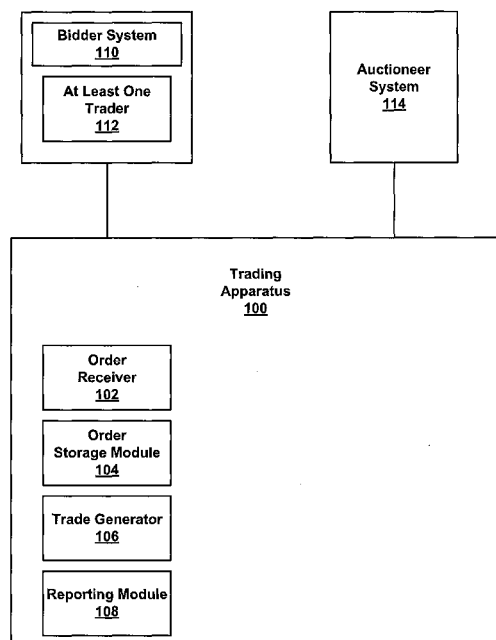 Bidder System
110
At Least One
Trader
112
Auctioneer
System
114
Trading
Apparatus
100
Order
Receiver
102
Order
Storage Module
104
Trade Generator
106
Reporting Module
108